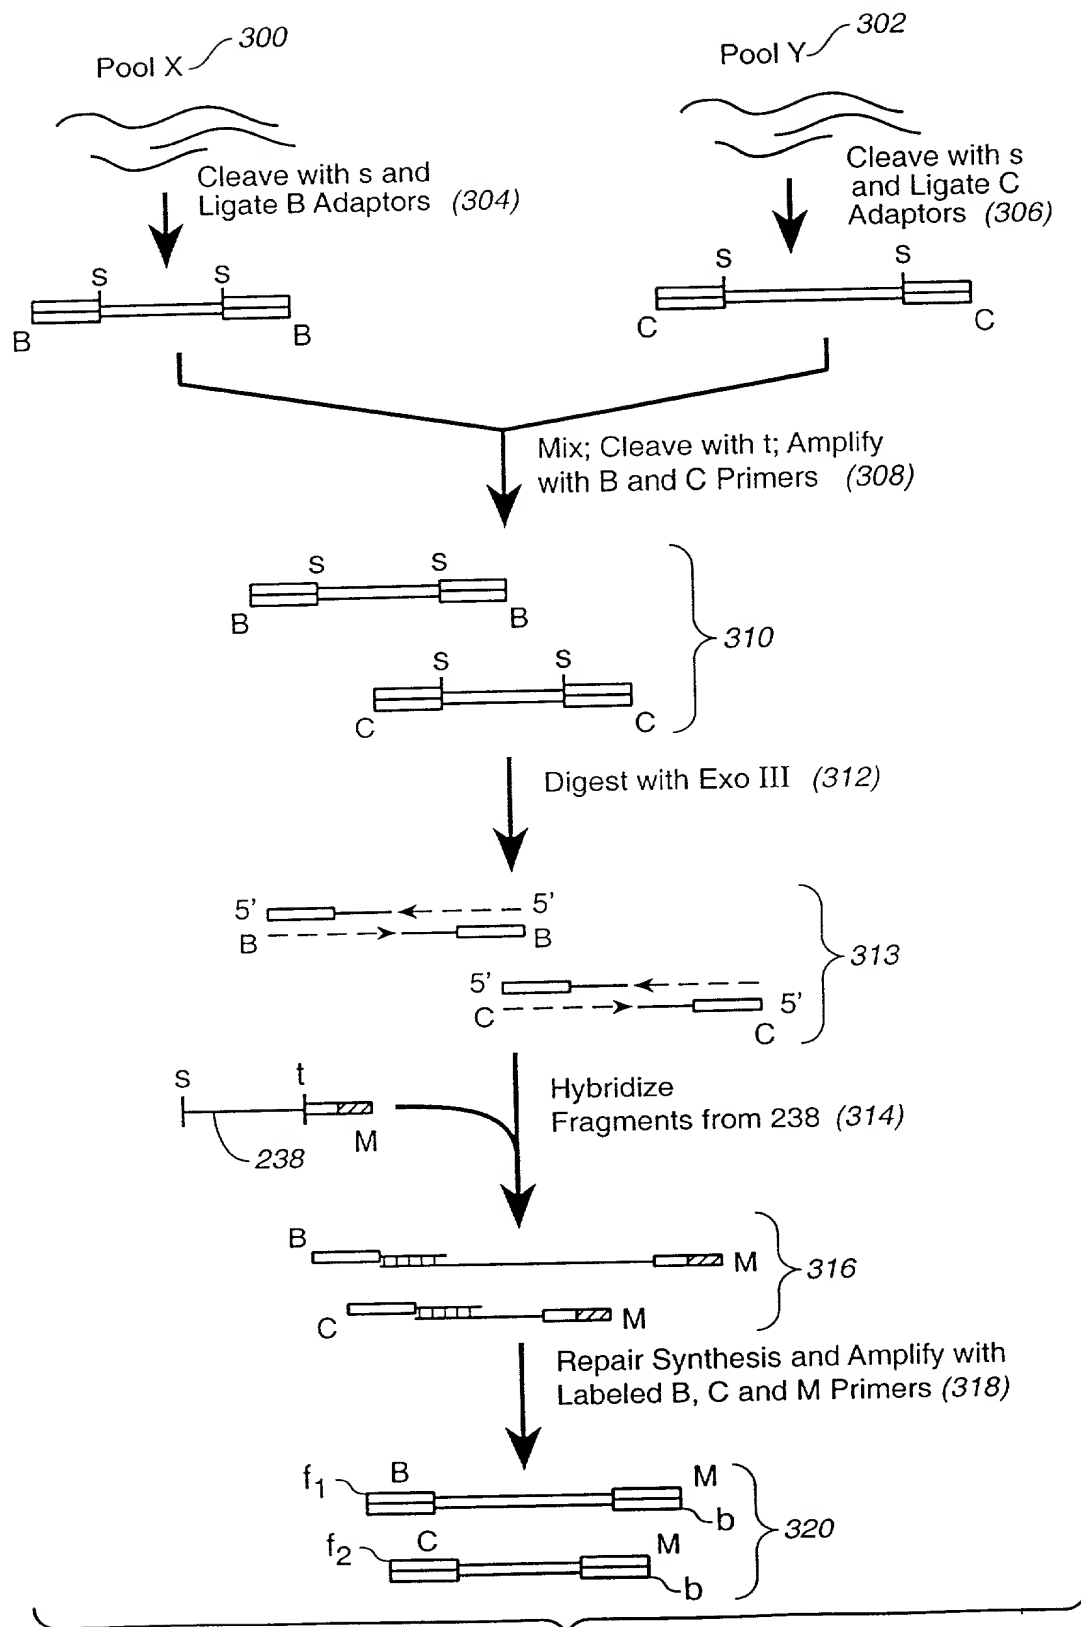 300
Pool X
302
Pool Y
Cleave with s and
Ligate B Adaptors (304)
Cleave with s
and Ligate C
Adaptors (306)
s s
B B
s s
C C
Mix; Cleave with t; Amplify
with B and C Primers (308)
s s
B B
s s
C C
310
Digest with Exo III (312)
5' 5'
B B
5' 5'
C C
313
s t
M
238
Hybridize
Fragments from 238 (314)
B M
C M
316
Repair Synthesis and Amplify with
Labeled B, C and M Primers (318)
f1 B M
b
f2 C M
b
320